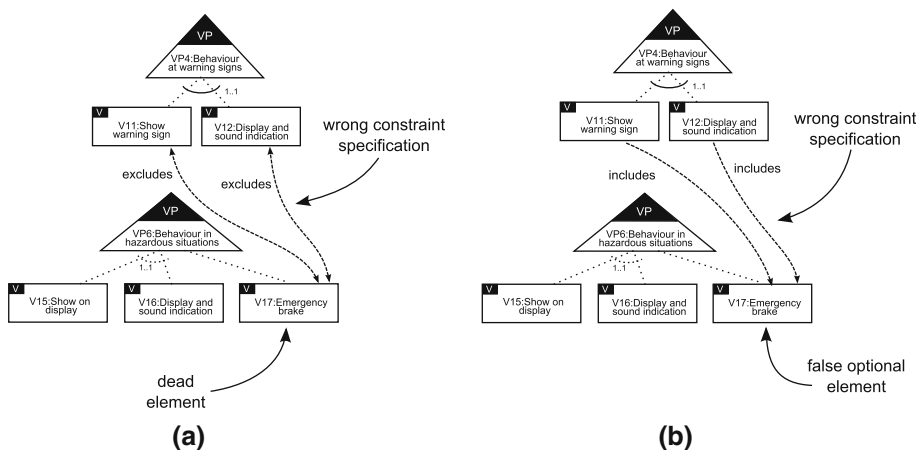 VP
VP4:Behaviour
at warning signs
1..1
V
V11:Show
warning sign
V
V12:Display and
sound indication
wrong constraint
specification
excludes
excludes
VP
VP6:Behaviour in
hazardous situations
1..1
V
V15:Show on
display
V
V16:Display and
sound indication
V
V17:Emergency
brake
dead
element
(a)
VP
VP4:Behaviour
at warning signs
1..1
V
V11:Show
warning sign
V
V12:Display and
sound indication
wrong constraint
specification
includes
includes
VP
VP6:Behaviour in
hazardous situations
1..1
V
V15:Show on
display
V
V16:Display and
sound indication
V
V17:Emergency
brake
false optional
element
(b)